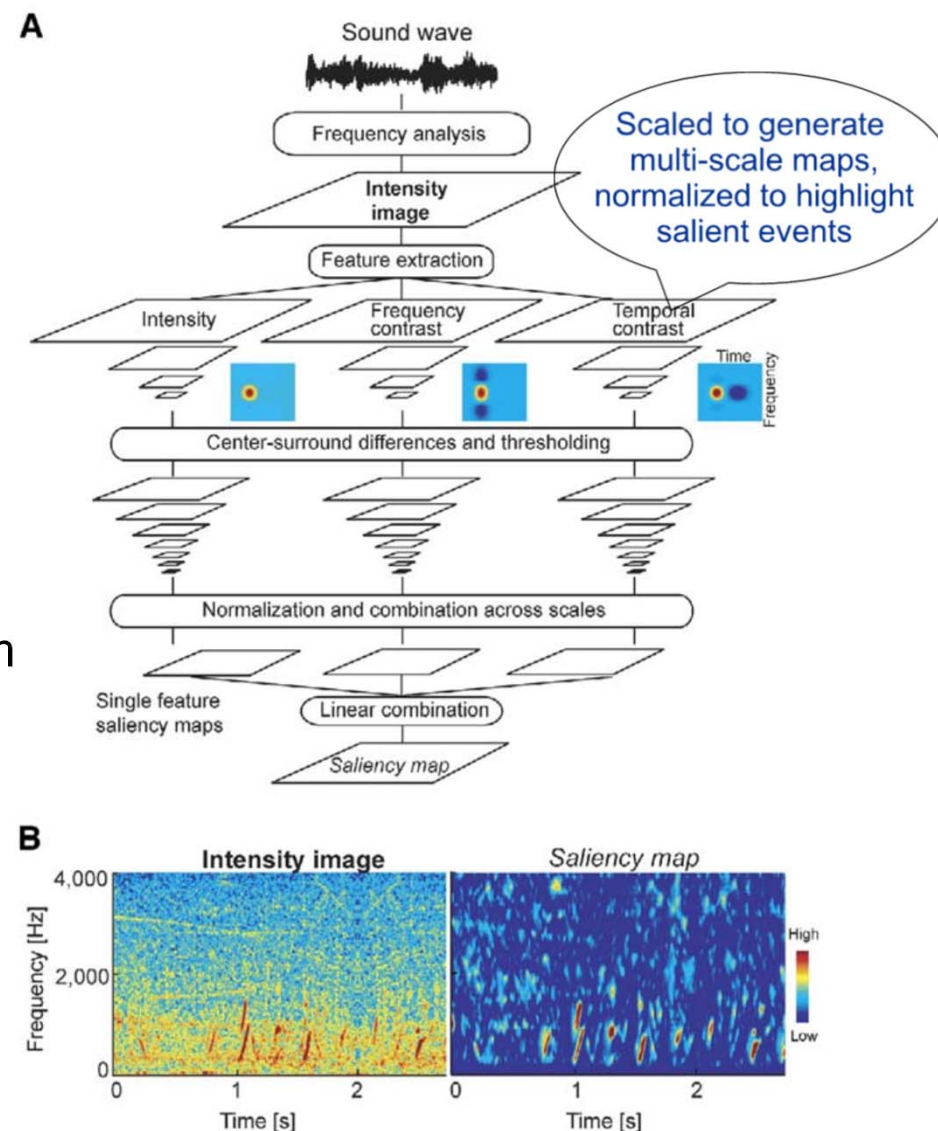 A
Sound wave
Frequency analysis
Intensity
image
Scaled to generate
multi-scale maps,
normalized to highlight
salient events
Feature extraction
Intensity
Frequency
contrast
Temporal
contrast
Time
Frequency
Center-surround differences and thresholding
Normalization and combination across scales
n
Single feature
saliency maps
Linear combination
Saliency map
B
Intensity image
Saliency map
4,000
2,000
0
Frequency [Hz]
High
Low
0 1 2
0 1 2
Time [s]
Time [s]